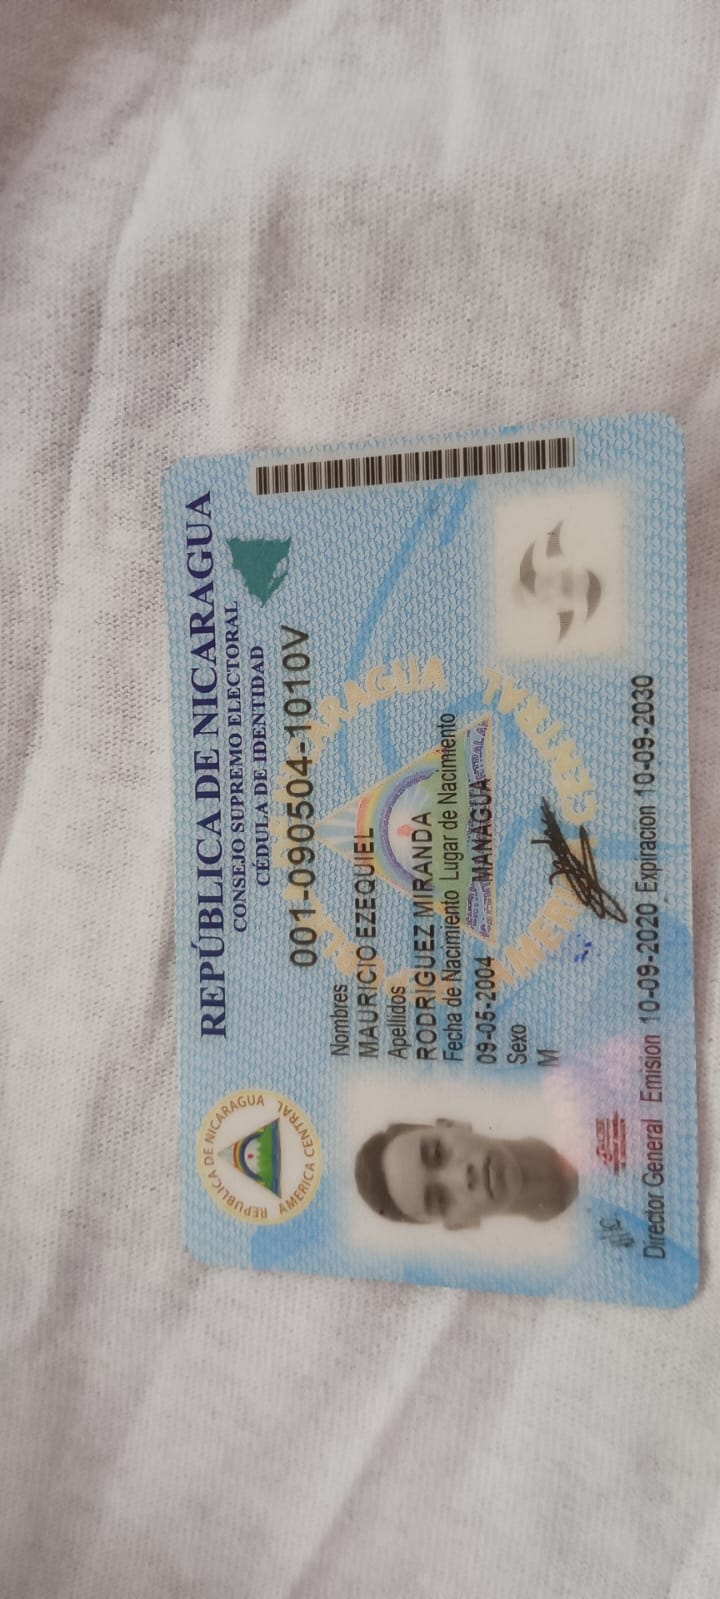 REPÚBLICA DE NICARAGUA
CONSEJO SUPREMO ELECTORAL
CÉDULA DE IDENTIDAD
001-090504-1010V
REPUBLICA DE NICARAGUA
AMERICA CENTRAL
Nombres
MAURICIO EZEQUIEL
Apellidos
RODRIGUEZ MIRANDA
Fecha de Nacimiento Lugar de Nacimiento
09-05-2004 MANAGUA
Sexo
M
Director General Emision 10-09-2020 Expiracion 10-09-2030